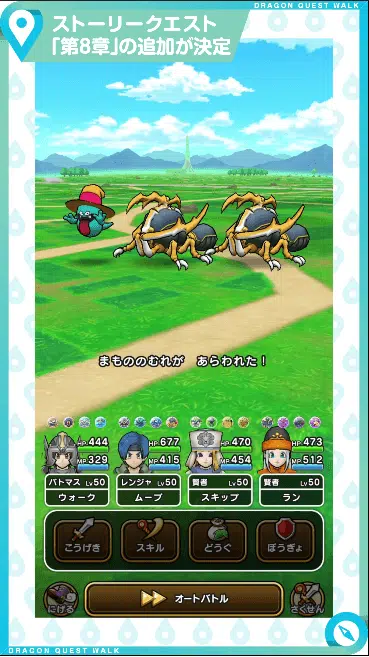 DRAGON QUEST WALK
ストーリークエスト
「第8章」の追加が決定
まもののむれが あらわれた！
HP.444 HP.677 HP.470 HP.473
MP.329 MP.415 MP.454 MP.512
バトマス Lv50 レンジャ Lv50 賢者 Lv50 賢者 Lv50
ウォーク ムーブ スキップ ラン
こうげき スキル どうぐ ぼうぎょ
にげる オートバトル さくせん
DRAGON QUEST WALK